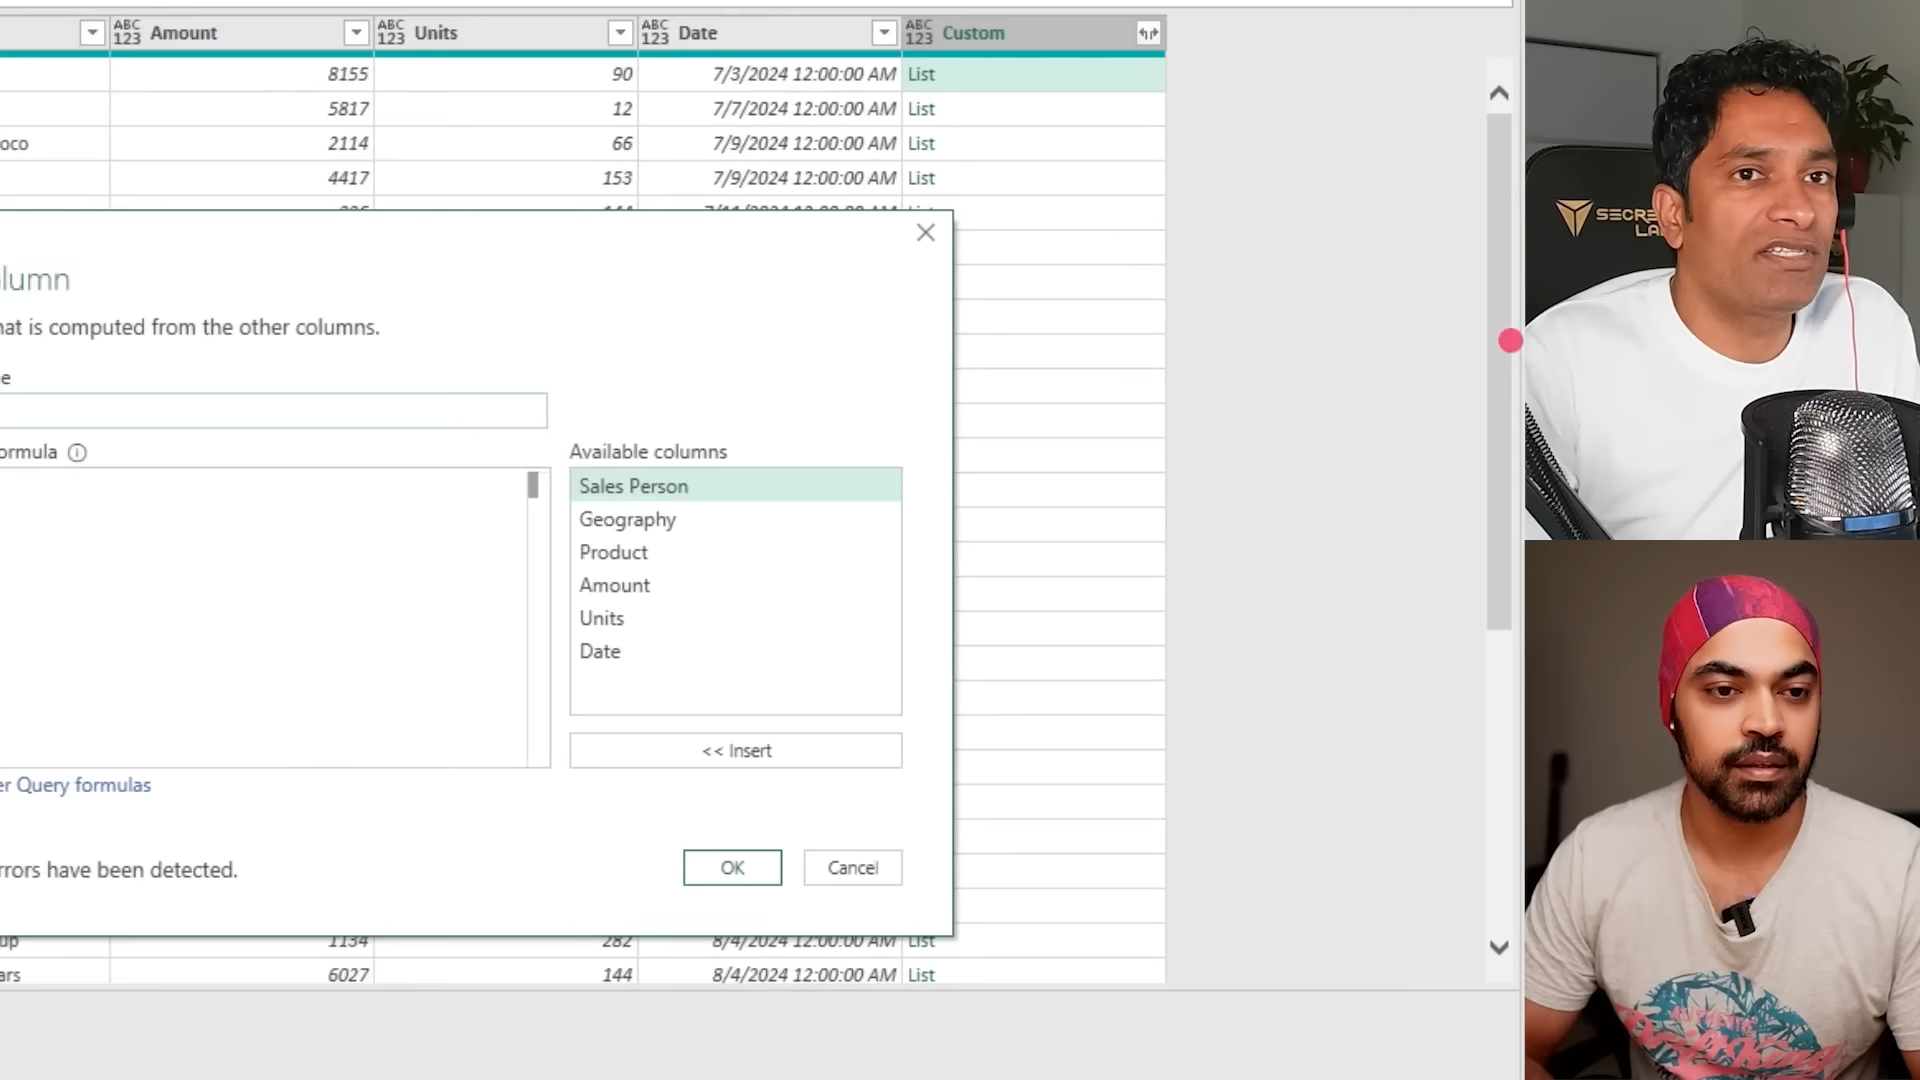 ABC 123 Amount ABC 123 Units ABC 123 Date ABC 123 Custom
8155 90 7/3/2024 12:00:00 AM List
5817 12 7/7/2024 12:00:00 AM List
oco 2114 66 7/9/2024 12:00:00 AM List
4417 153 7/9/2024 12:00:00 AM List
lumn
hat is computed from the other columns.
e
ormula
Available columns
Sales Person
Geography
Product
Amount
Units
Date
<< Insert
er Query formulas
rrors have been detected.
OK Cancel
up 1134 282 8/4/2024 12:00:00 AM List
ars 6027 144 8/4/2024 12:00:00 AM List
SECRE
LA